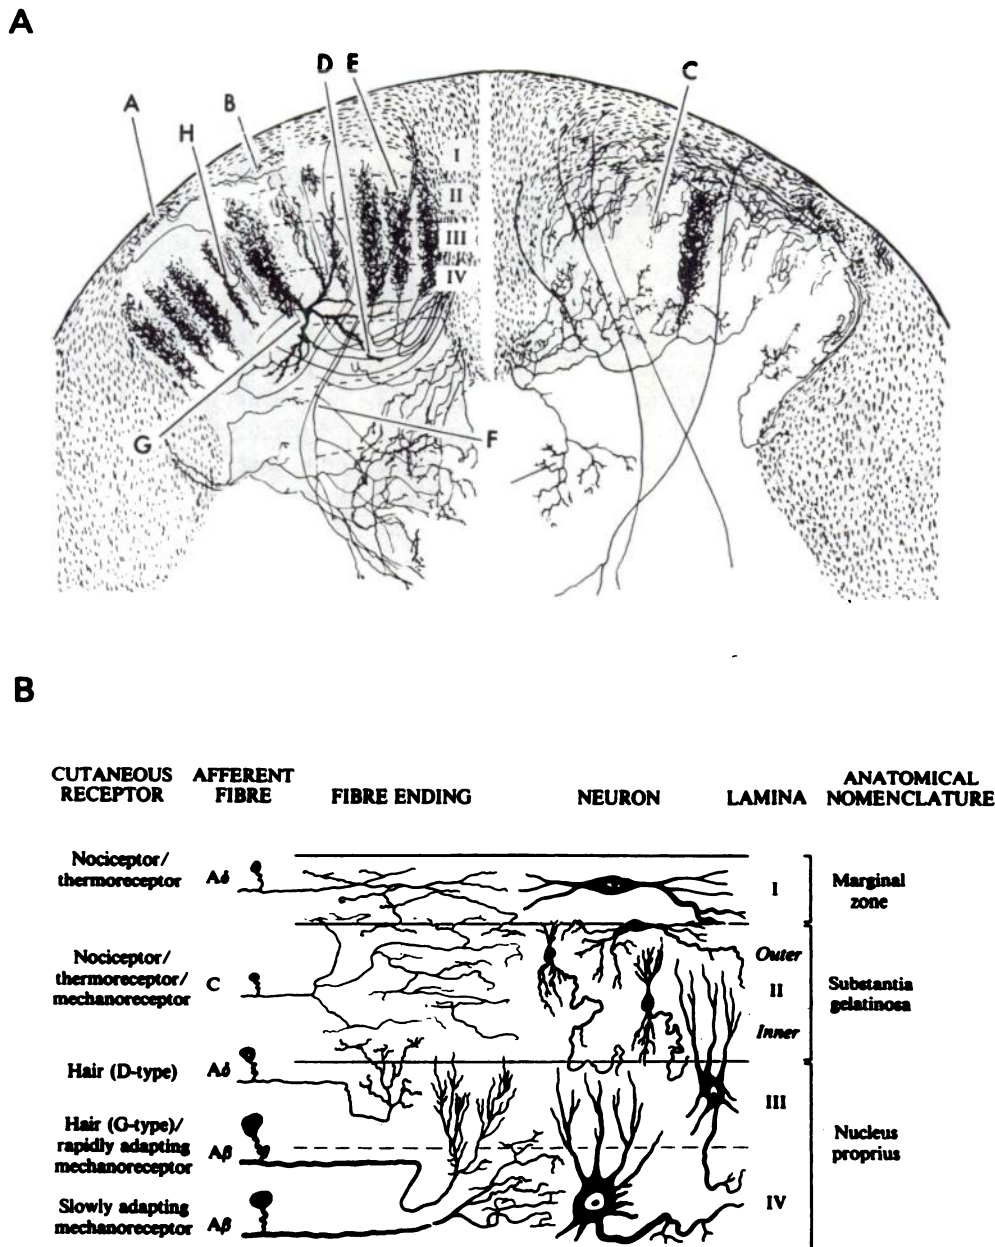 A
D E
C
A
B
H
I
II
III
IV
G
F
B
CUTANEOUS RECEPTOR
AFFERENT FIBRE
FIBRE ENDING
NEURON
LAMINA
ANATOMICAL NOMENCLATURE
Nociceptor/
thermoreceptor
Aδ
I
Marginal
zone
Nociceptor/
thermoreceptor/
mechanoreceptor
C
Outer
II
Inner
Substantia
gelatinosa
Hair (D-type)
Aδ
III
Hair (G-type)/
rapidly adapting
mechanoreceptor
Aβ
Nucleus
proprius
Slowly adapting
mechanoreceptor
Aβ
IV